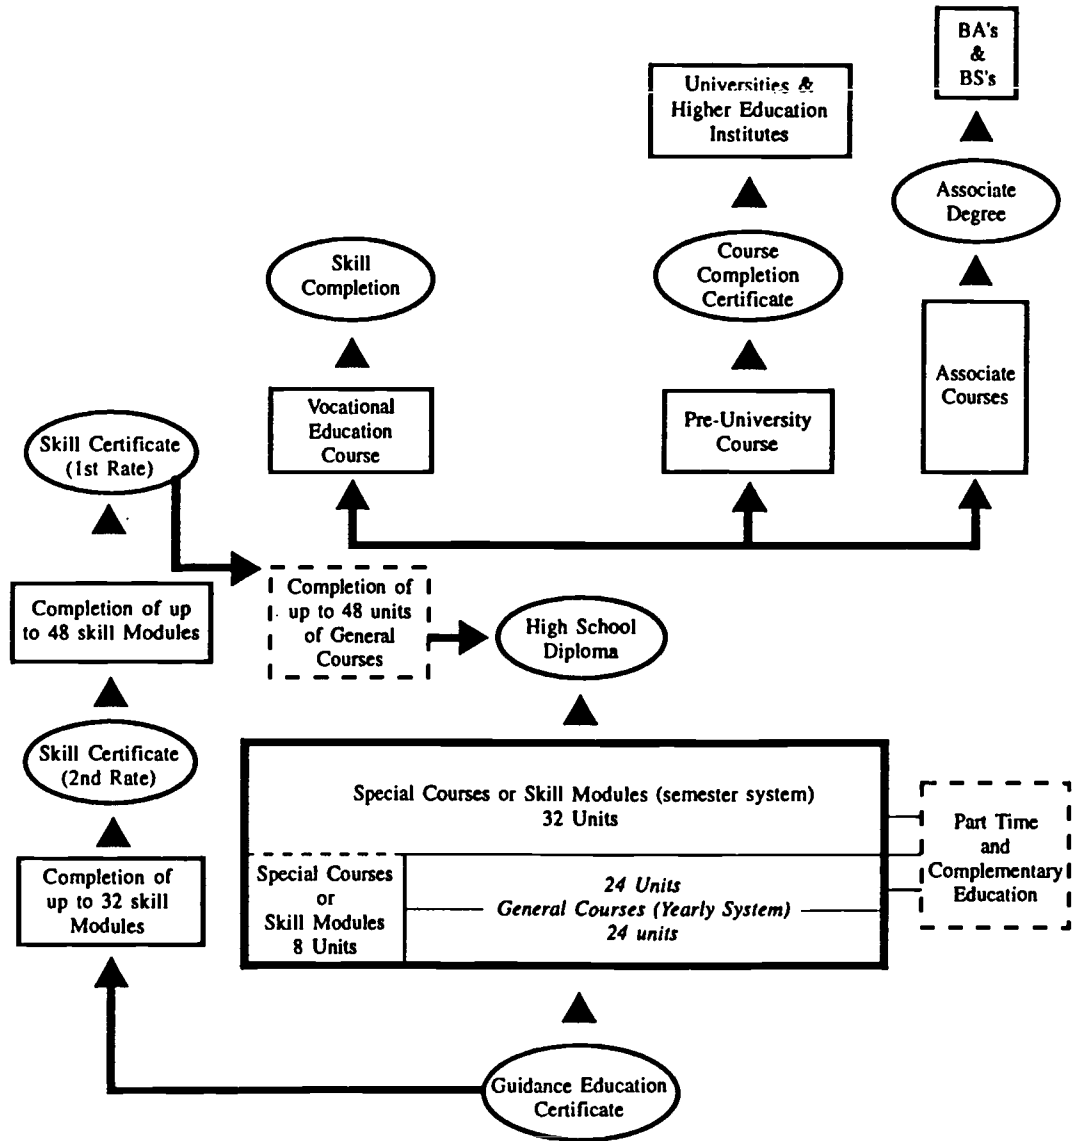 BA's
&
BS's
Universities &
Higher Education
Institutes
Associate
Degree
Skill
Completion
Course
Completion
Certificate
Associate
Courses
Vocational
Education
Course
Pre-University
Course
Skill Certificate
(1st Rate)
Completion of up
to 48 skill Modules
Completion of
up to 48 units
of General
Courses
High School
Diploma
Skill Certificate
(2nd Rate)
Special Courses or Skill Modules (semester system)
32 Units
Part Time
and
Complementary
Education
Completion of
up to 32 skill
Modules
Special Courses
or
Skill Modules
8 Units
24 Units
General Courses (Yearly System)
24 units
Guidance Education
Certificate